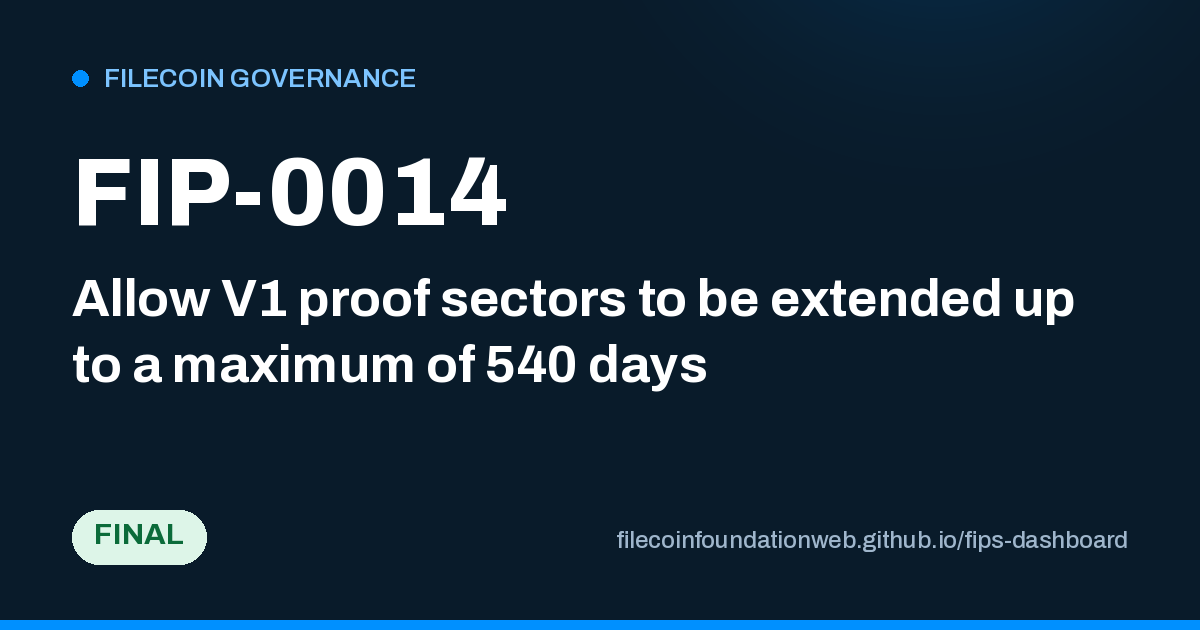 FILECOIN GOVERNANCE
FIP-0014
Allow V1 proof sectors to be extended up
to a maximum of 540 days
FINAL
filecoinfoundationweb.github.io/fips-dashboard